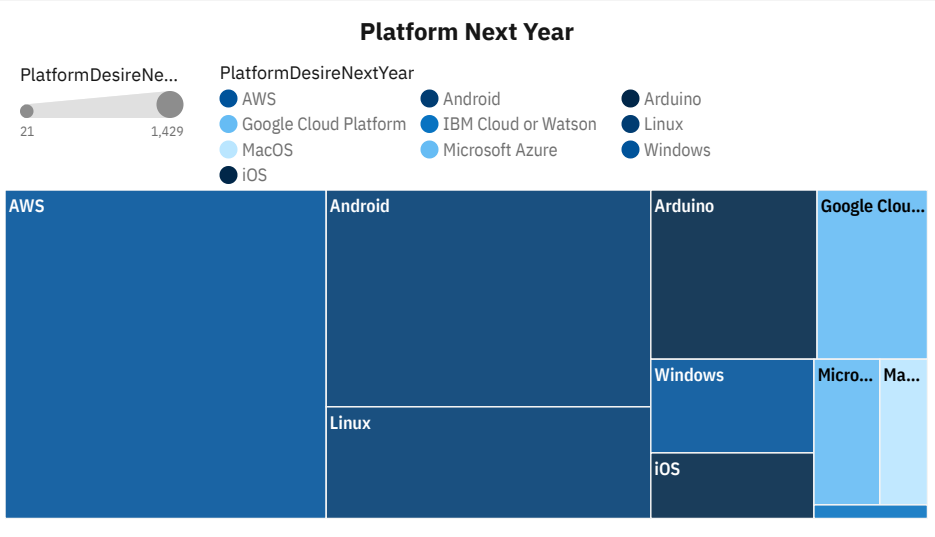 Platform Next Year
PlatformDesireNe...
21 1,429
PlatformDesireNextYear
AWS Android Arduino
Google Cloud Platform IBM Cloud or Watson Linux
MacOS Microsoft Azure Windows
iOS
AWS Android Arduino Google Clou...
Windows Micro... Ma...
Linux
iOS